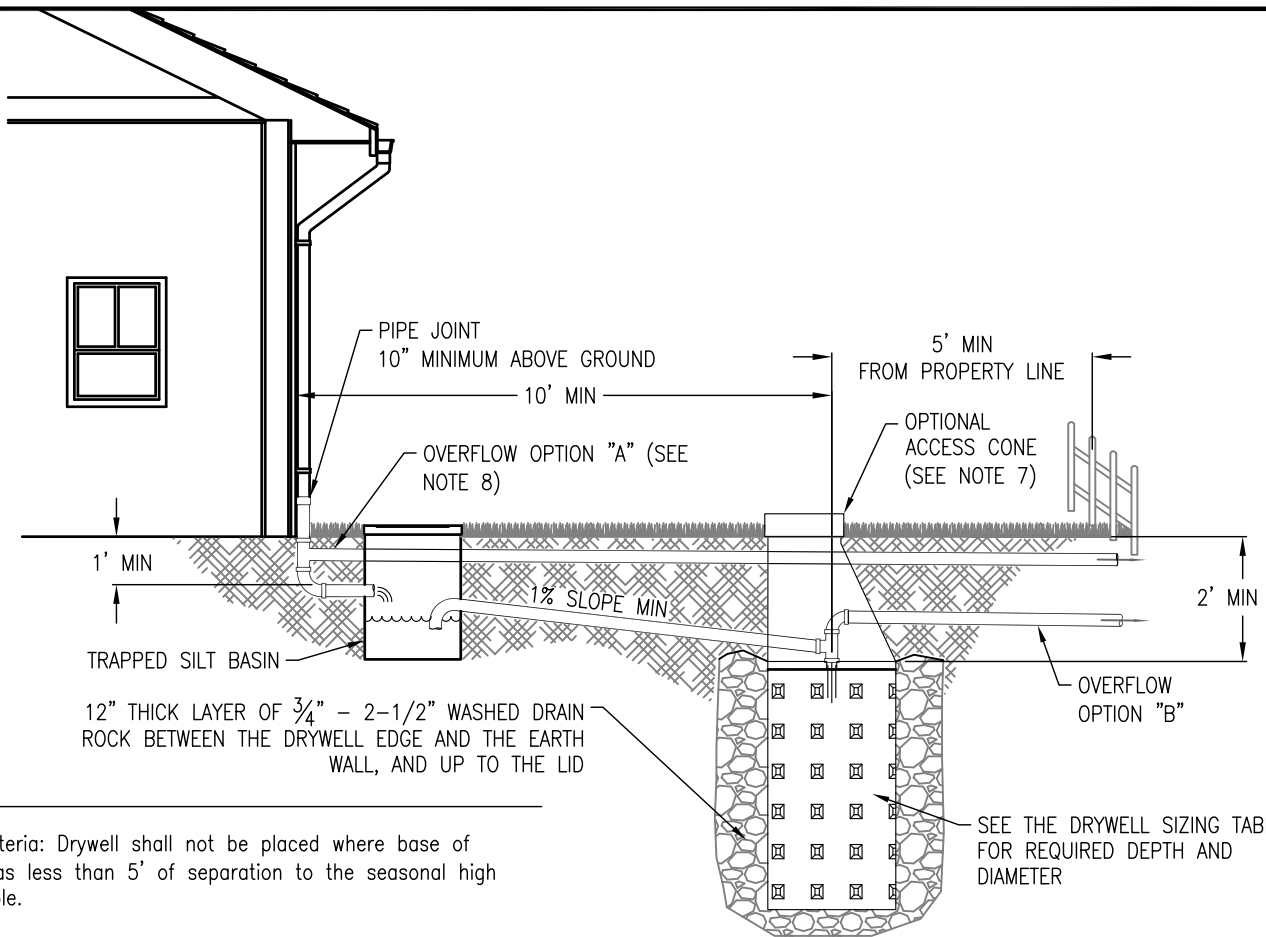 PIPE JOINT
10" MINIMUM ABOVE GROUND
5' MIN
FROM PROPERTY LINE
10' MIN
OPTIONAL
ACCESS CONE
(SEE NOTE 7)
OVERFLOW OPTION "A" (SEE
NOTE 8)
1' MIN
1% SLOPE MIN
2' MIN
TRAPPED SILT BASIN
OVERFLOW
OPTION "B"
12" THICK LAYER OF 3/4" - 2-1/2" WASHED DRAIN
ROCK BETWEEN THE DRYWELL EDGE AND THE EARTH
WALL, AND UP TO THE LID
SEE THE DRYWELL SIZING
FOR REQUIRED DEPTH AND
DIAMETER
Drywell shall not be placed where base of
less than 5' of separation to the seasonal high